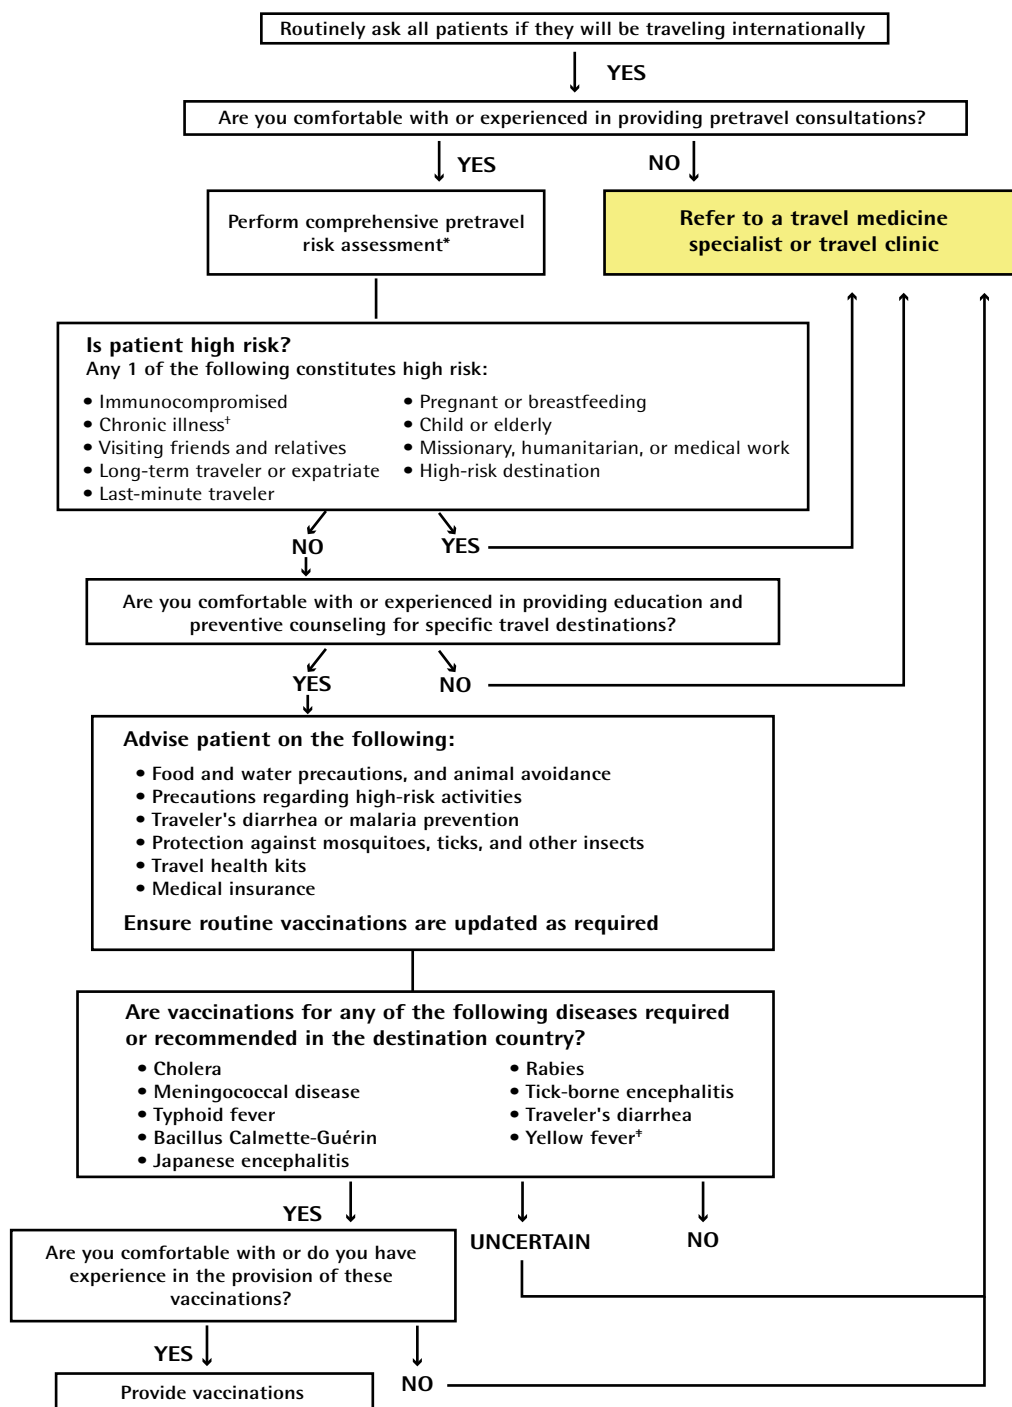 Routinely ask all patients if they will be traveling internationally
YES
Are you comfortable with or experienced in providing pretravel consultations?
YES
NO
Perform comprehensive pretravel
risk assessment*
Refer to a travel medicine
specialist or travel clinic
Is patient high risk?
Any 1 of the following constitutes high risk:
• Immunocompromised
• Chronic illness†
• Visiting friends and relatives
• Long-term traveler or expatriate
• Last-minute traveler
• Pregnant or breastfeeding
• Child or elderly
• Missionary, humanitarian, or medical work
• High-risk destination
NO
YES
Are you comfortable with or experienced in providing education and
preventive counseling for specific travel destinations?
YES
NO
Advise patient on the following:
• Food and water precautions, and animal avoidance
• Precautions regarding high-risk activities
• Traveler's diarrhea or malaria prevention
• Protection against mosquitoes, ticks, and other insects
• Travel health kits
• Medical insurance
Ensure routine vaccinations are updated as required
Are vaccinations for any of the following diseases required
or recommended in the destination country?
• Cholera
• Meningococcal disease
• Typhoid fever
• Bacillus Calmette-Guérin
• Japanese encephalitis
• Rabies
• Tick-borne encephalitis
• Traveler's diarrhea
• Yellow fever‡
YES
UNCERTAIN
NO
Are you comfortable with or do you have
experience in the provision of these
vaccinations?
YES
NO
Provide vaccinations